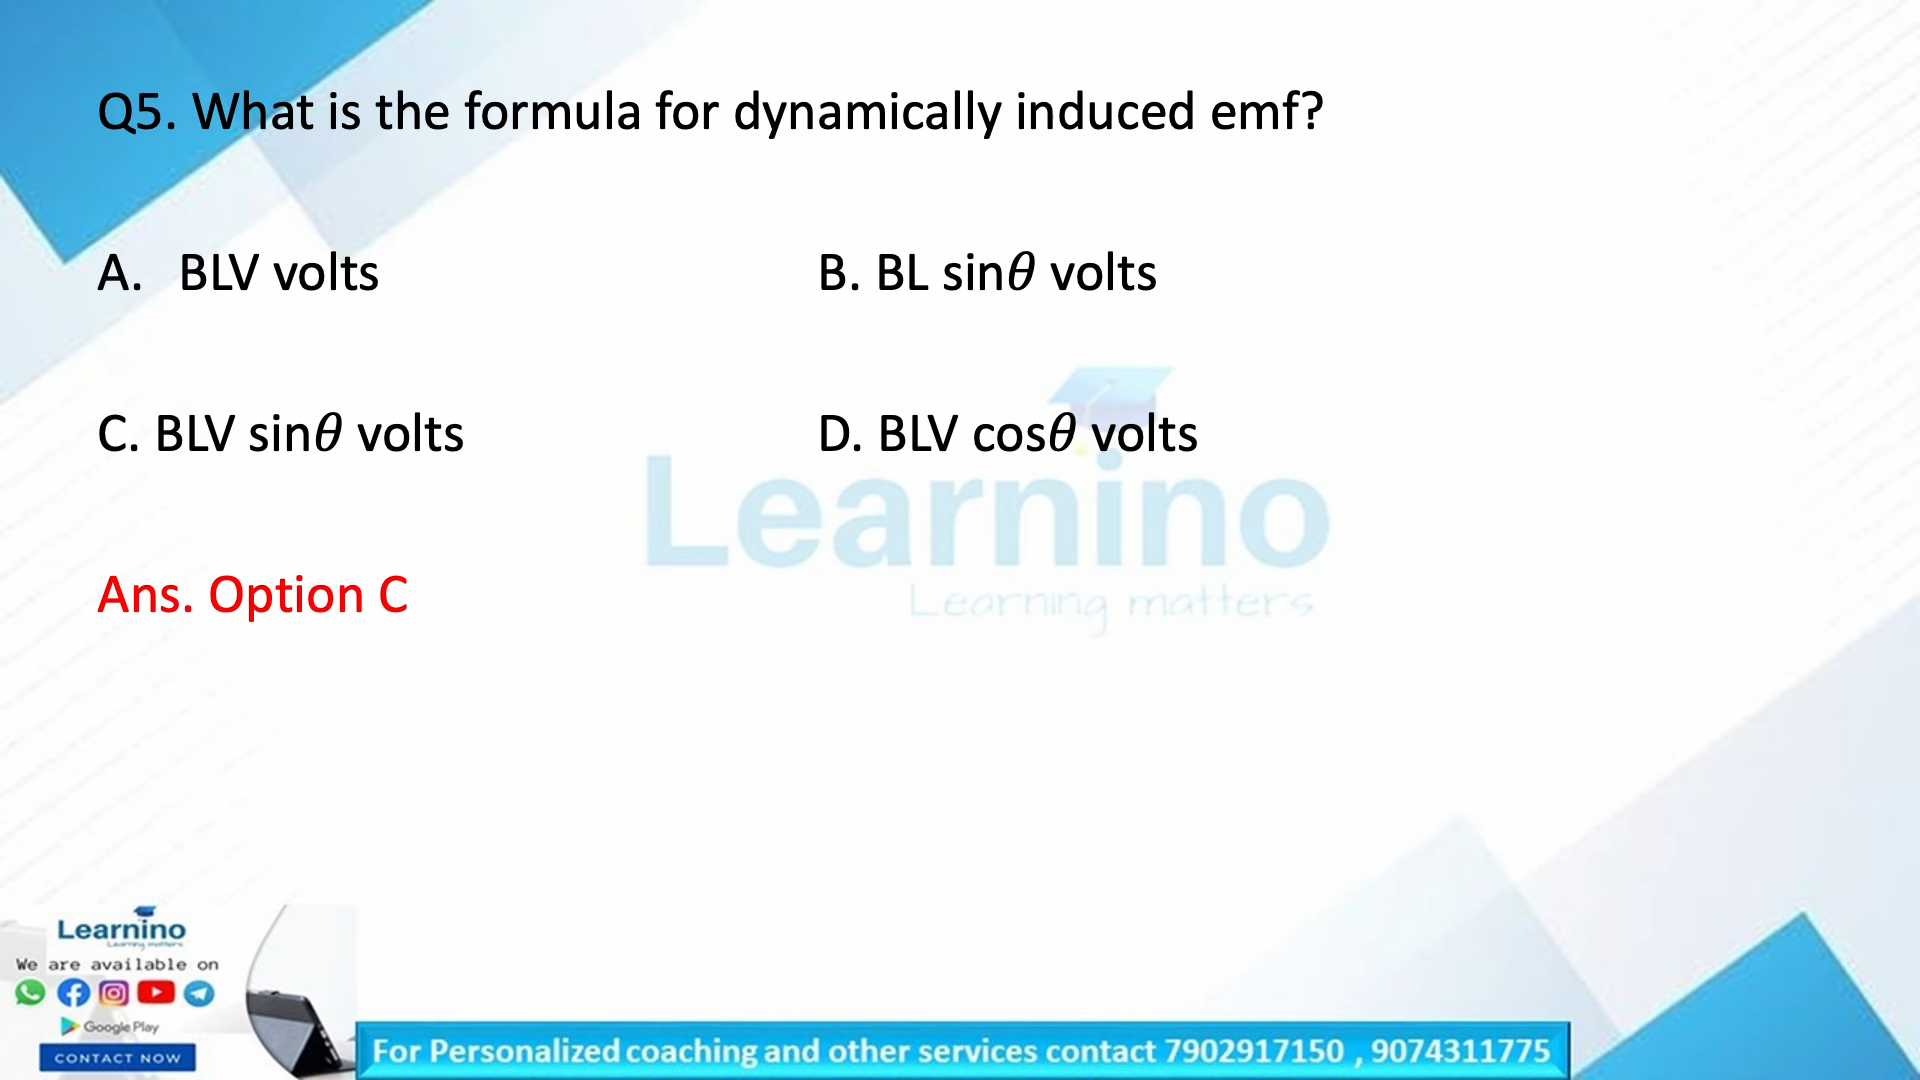 Q5. What is the formula for dynamically induced emf?
A. BLV volts
B. BL sinθ volts
C. BLV sinθ volts
D. BLV cosθ volts
Learnino
Learning matters
Ans. Option C
Learnino
Learning matters
We are available on
Google Play
CONTACT NOW
For Personalized coaching and other services contact 7902917150 , 9074311775